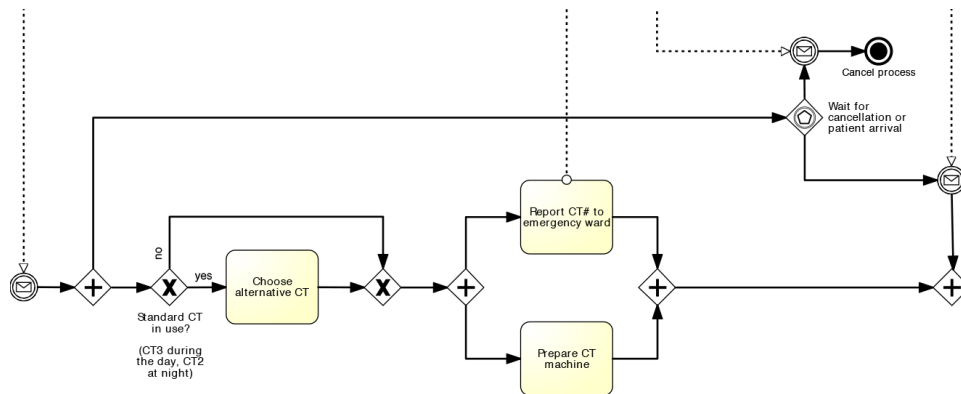 Cancel process
Wait for
cancellation or
patient arrival
Report CT# to
emergency ward
no
yes
Choose
alternative CT
Standard CT
in use?
(CT3 during
the day, CT2
at night)
Prepare CT
machine